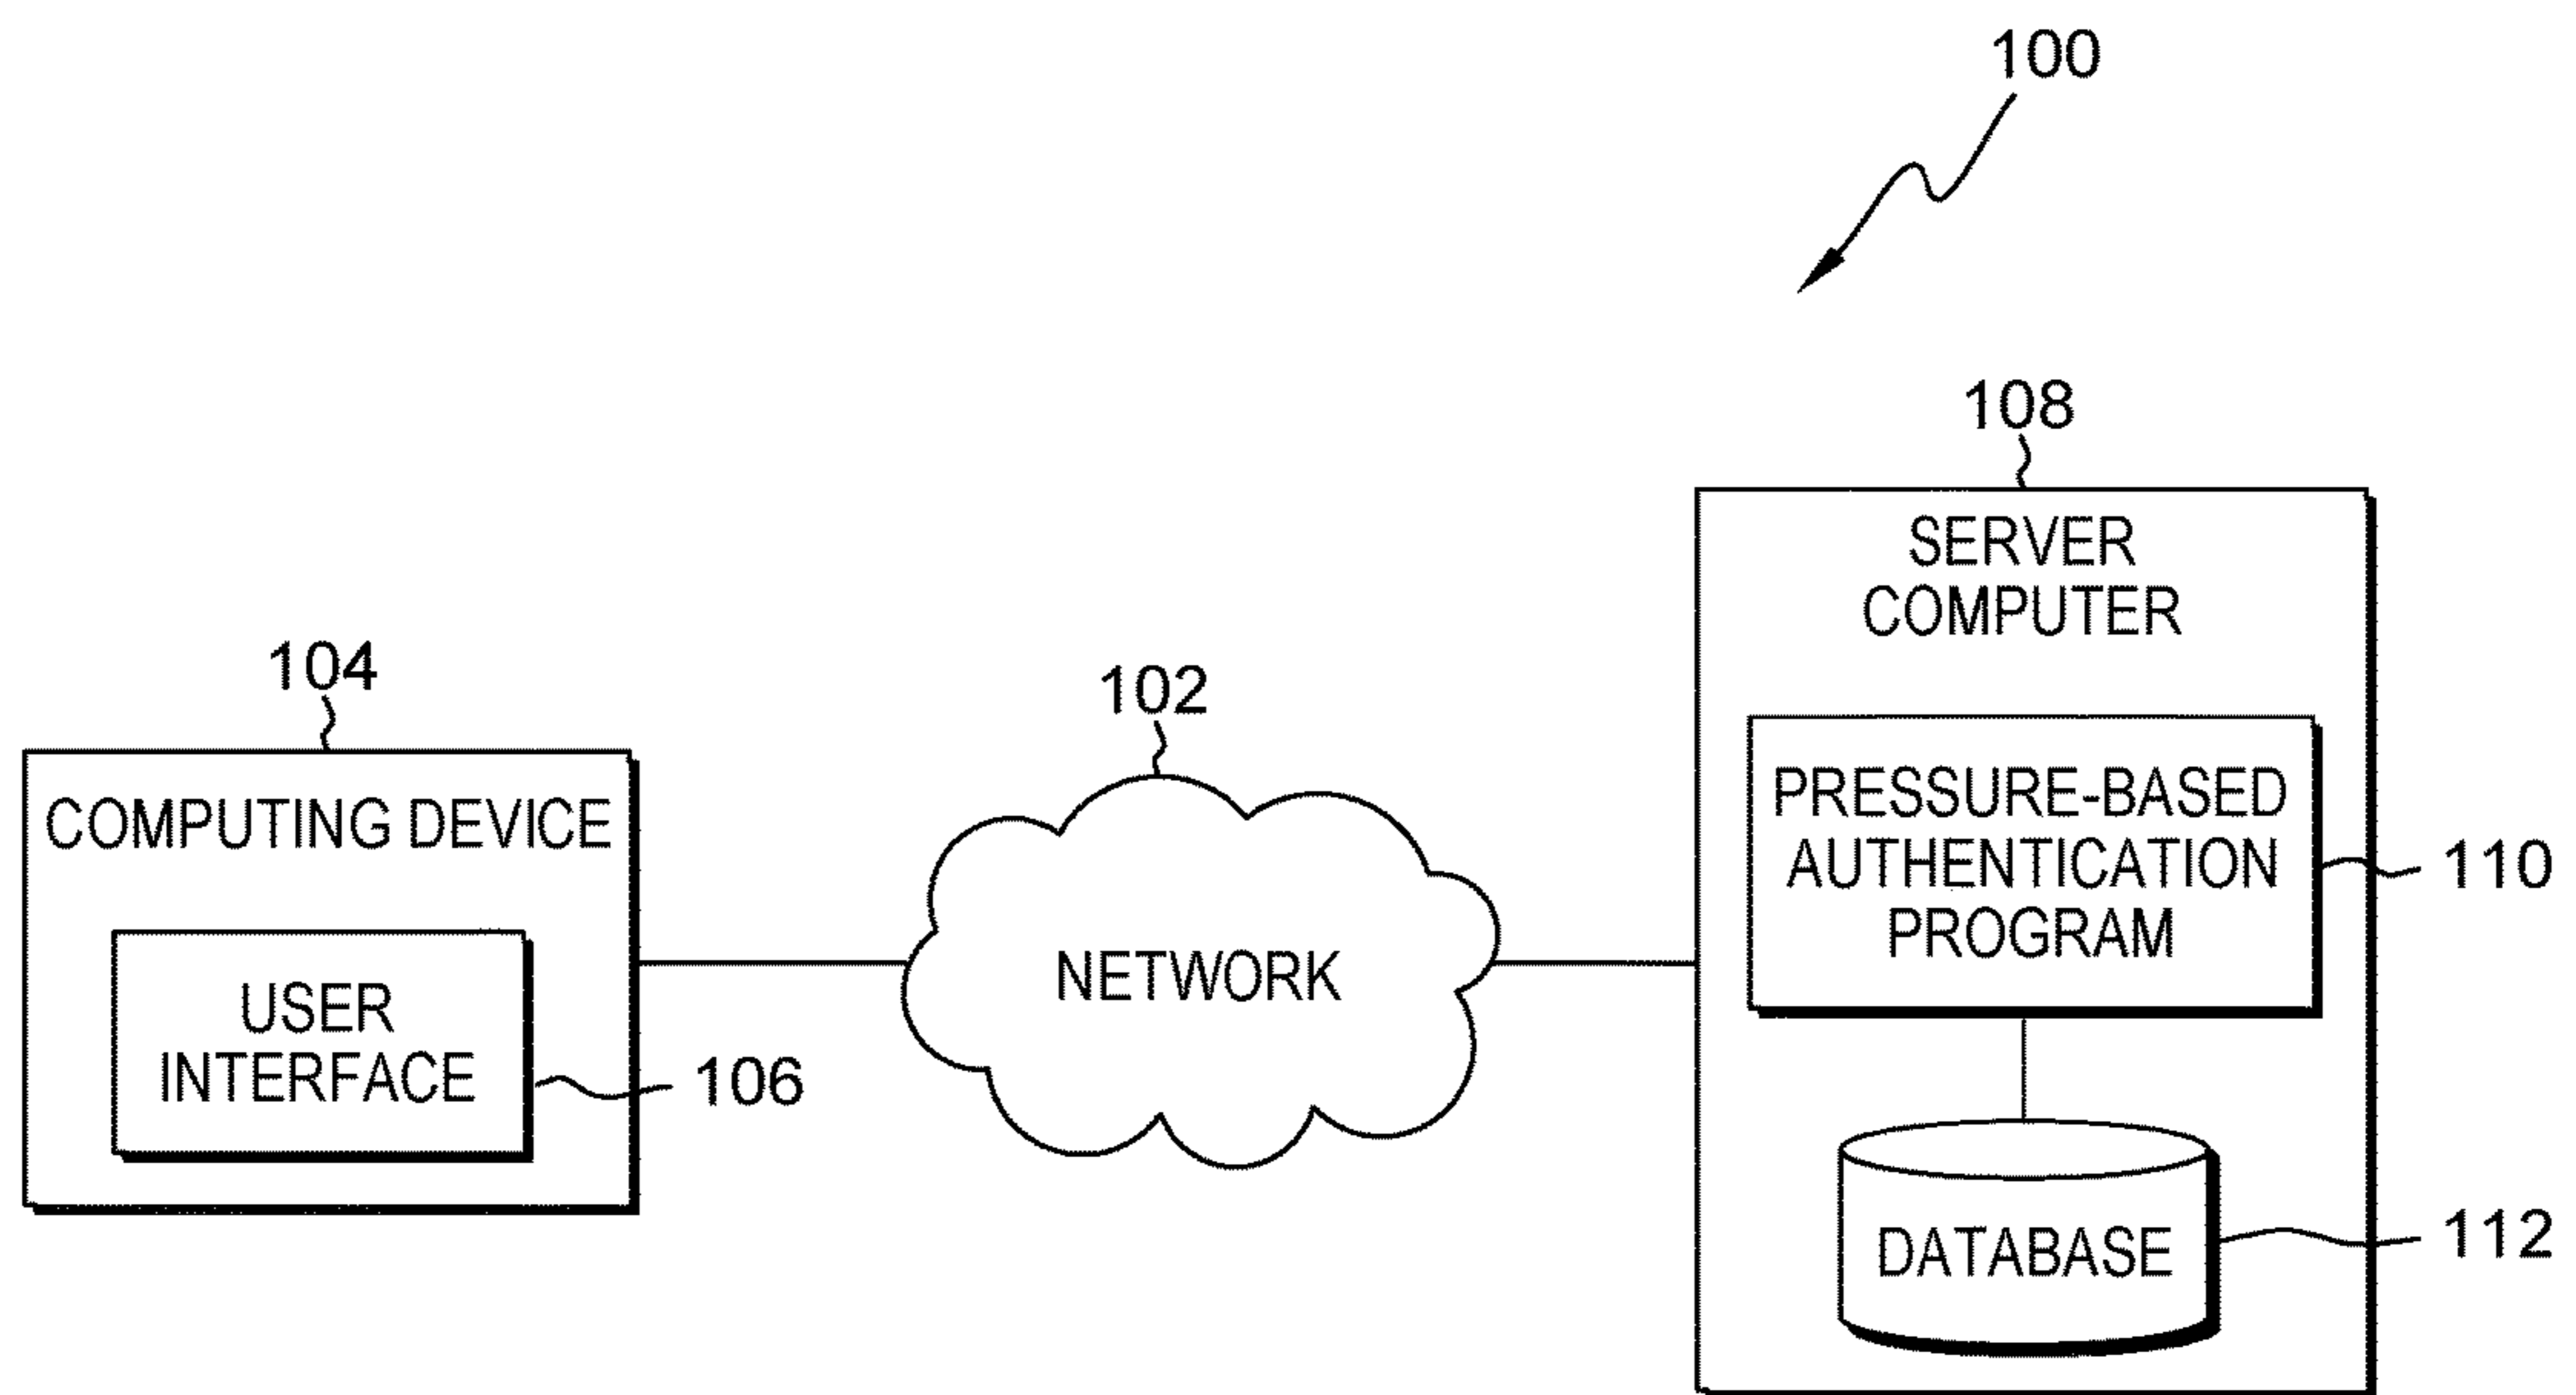 100
108
SERVER
COMPUTER
104
102
PRESSURE-BASED
AUTHENTICATION
PROGRAM
110
COMPUTING DEVICE
NETWORK
USER
INTERFACE
106
DATABASE
112